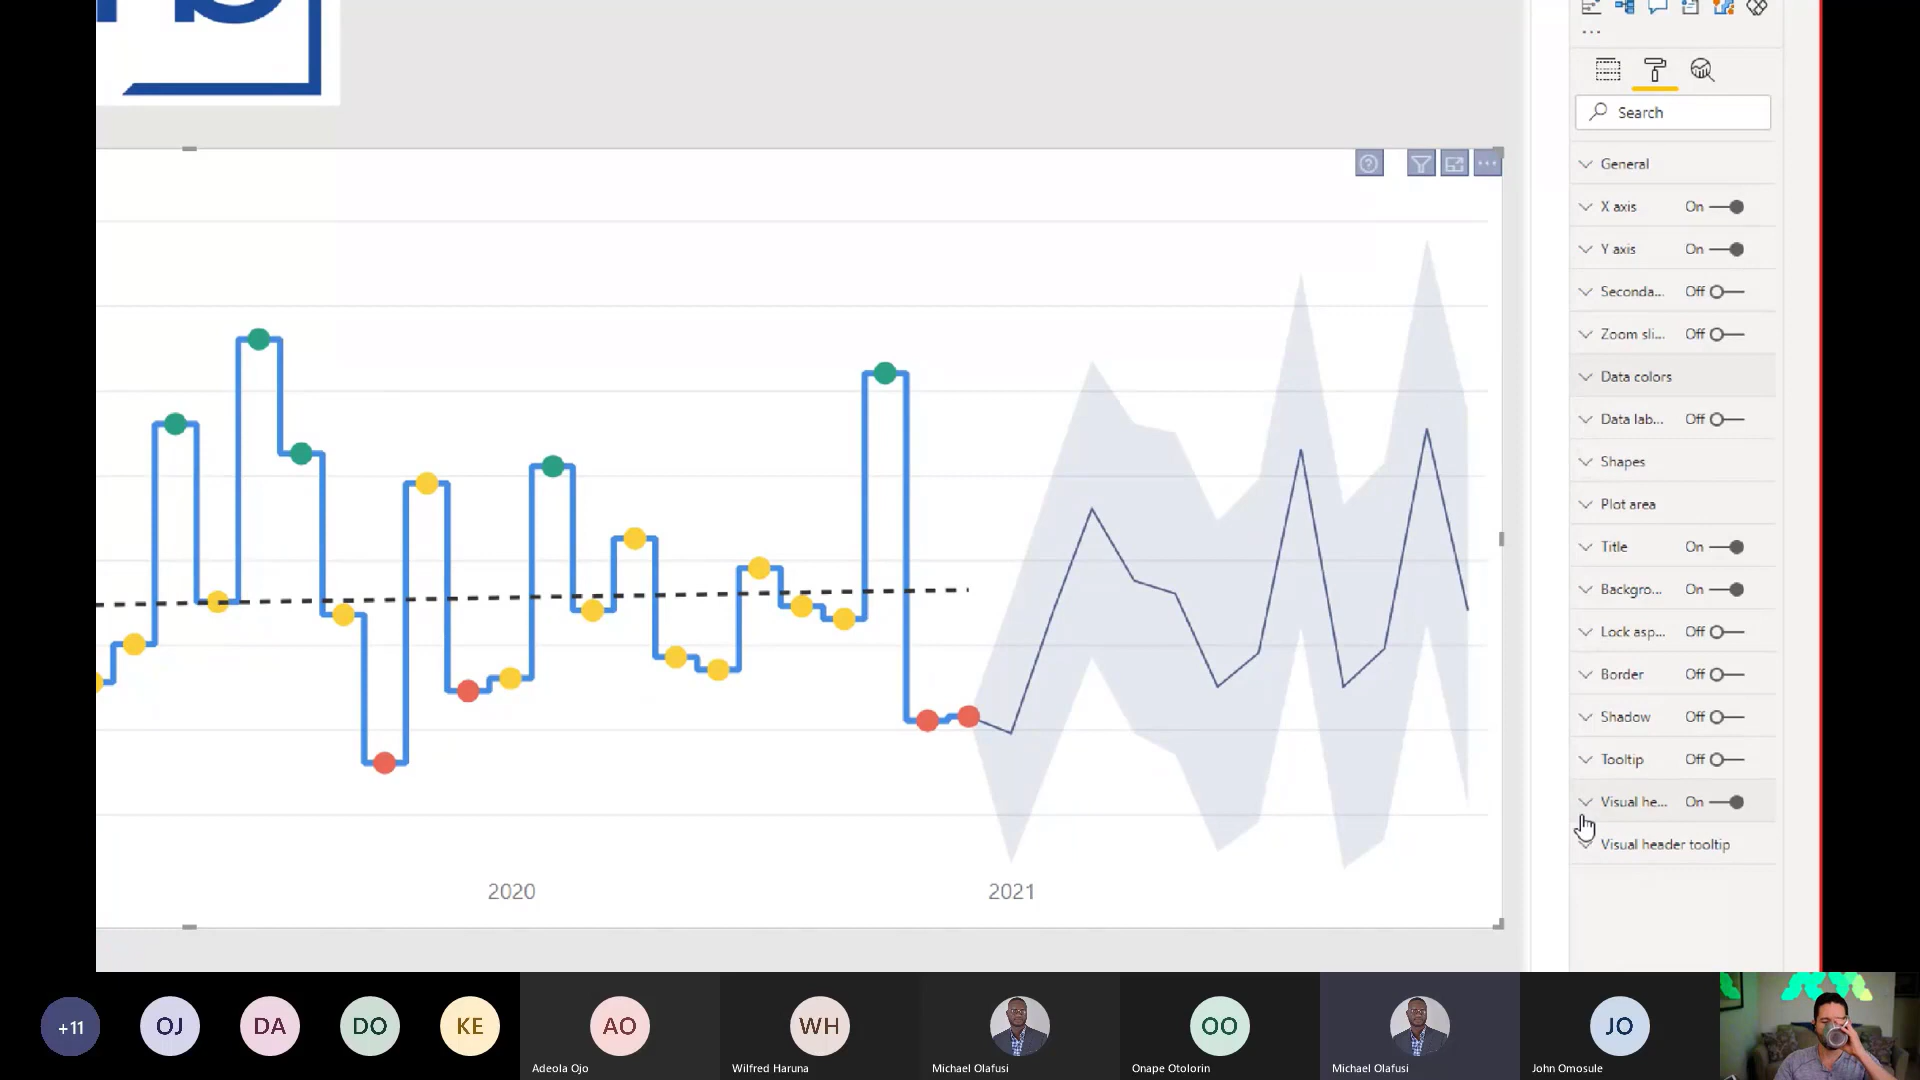 Search
General
X axis On
Y axis On
Seconda... Off
Zoom sli... Off
Data colors
Data lab... Off
Shapes
Plot area
Title On
Backgro... On
Lock asp... Off
Border Off
Shadow Off
Tooltip Off
Visual he... On
Visual header tooltip
2020 2021
+11 OJ DA DO KE AO WH OO JO
Adeola Ojo Wilfred Haruna Michael Olafusi Onape Otolorin Michael Olafusi John Omosule